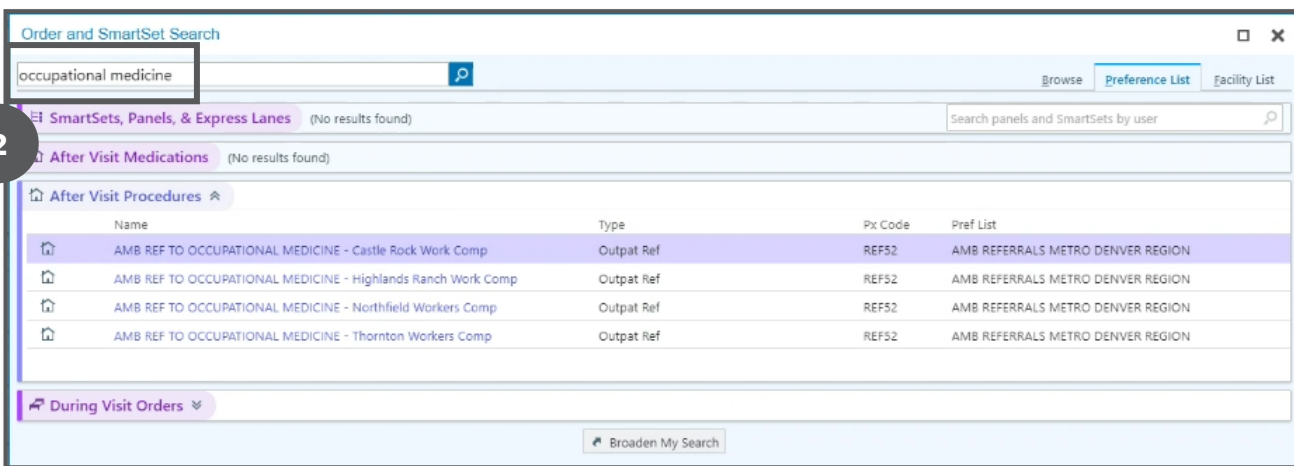 Order and SmartSet Search
occupational medicine
Browse Preference List Facility List
SmartSets, Panels, & Express Lanes (No results found) Search panels and SmartSets by user
2
After Visit Medications (No results found)
After Visit Procedures
Name Type Px Code Pref List
AMB REF TO OCCUPATIONAL MEDICINE - Castle Rock Work Comp Outpat Ref REF52 AMB REFERRALS METRO DENVER REGION
AMB REF TO OCCUPATIONAL MEDICINE - Highlands Ranch Work Comp Outpat Ref REF52 AMB REFERRALS METRO DENVER REGION
AMB REF TO OCCUPATIONAL MEDICINE - Northfield Workers Comp Outpat Ref REF52 AMB REFERRALS METRO DENVER REGION
AMB REF TO OCCUPATIONAL MEDICINE - Thornton Workers Comp Outpat Ref REF52 AMB REFERRALS METRO DENVER REGION
During Visit Orders
Broaden My Search